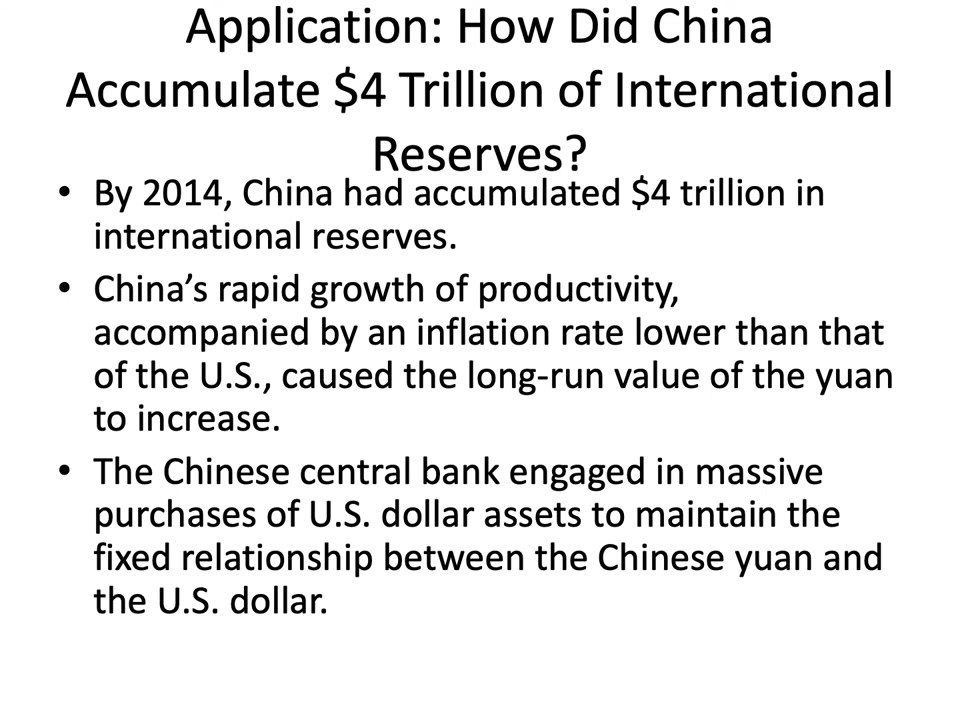 Application: How Did China
Accumulate $4 Trillion of International
Reserves?
• By 2014, China had accumulated $4 trillion in
international reserves.
• China’s rapid growth of productivity,
accompanied by an inflation rate lower than that
of the U.S., caused the long-run value of the yuan
to increase.
• The Chinese central bank engaged in massive
purchases of U.S. dollar assets to maintain the
fixed relationship between the Chinese yuan and
the U.S. dollar.